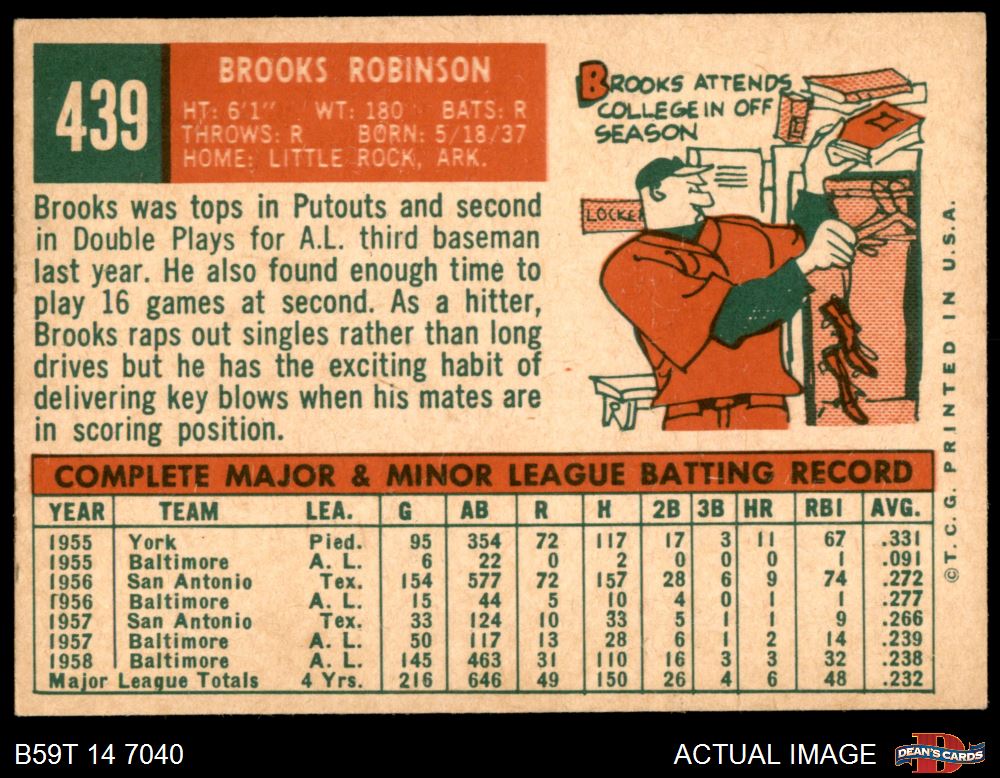 439
BROOKS ROBINSON
HT: 6'1" WT: 180 BATS: R
THROWS: R BORN: 5/18/37
HOME: LITTLE ROCK, ARK.
BROOKS ATTENDS
COLLEGE IN OFF
SEASON
LOCKER
Brooks was tops in Putouts and second
in Double Plays for A.L. third baseman
last year. He also found enough time to
play 16 games at second. As a hitter,
Brooks raps out singles rather than long
drives but he has the exciting habit of
delivering key blows when his mates are
in scoring position.
©T.C.G. PRINTED IN U.S.A.
COMPLETE MAJOR & MINOR LEAGUE BATTING RECORD
YEAR TEAM LEA. G AB R H 2B 3B HR RBI AVG.
1955 York Pied. 95 354 72 117 17 3 11 67 .331
1955 Baltimore A. L. 6 22 0 2 0 0 0 1 .091
1956 San Antonio Tex. 154 577 72 157 28 6 9 74 .272
1956 Baltimore A. L. 15 44 5 10 4 0 1 1 .277
1957 San Antonio Tex. 33 124 10 33 5 1 1 9 .266
1957 Baltimore A. L. 50 117 13 28 6 1 2 14 .239
1958 Baltimore A. L. 145 463 31 110 16 3 3 32 .238
Major League Totals 4 Yrs. 216 646 49 150 26 4 6 48 .232
B59T 14 7040
ACTUAL IMAGE
DEAN'S CARDS